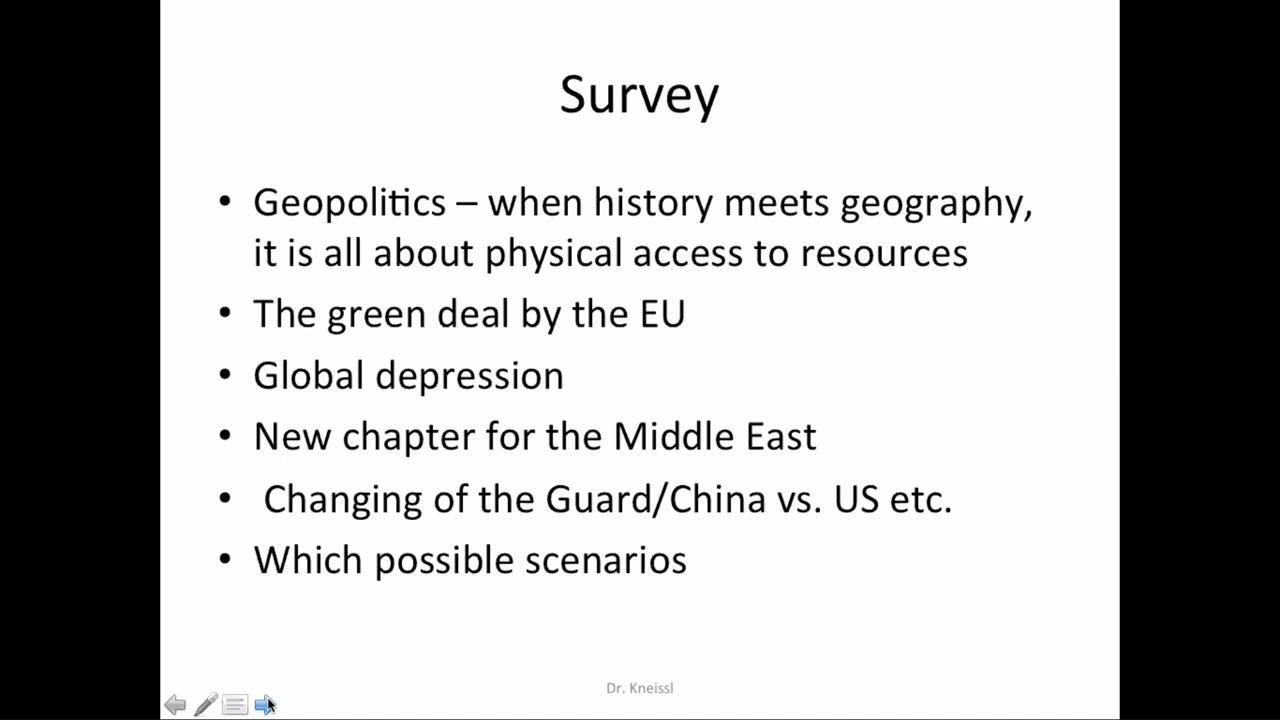 Survey
• Geopolitics – when history meets geography,
it is all about physical access to resources
• The green deal by the EU
• Global depression
• New chapter for the Middle East
• Changing of the Guard/China vs. US etc.
• Which possible scenarios
Dr. Kneissl